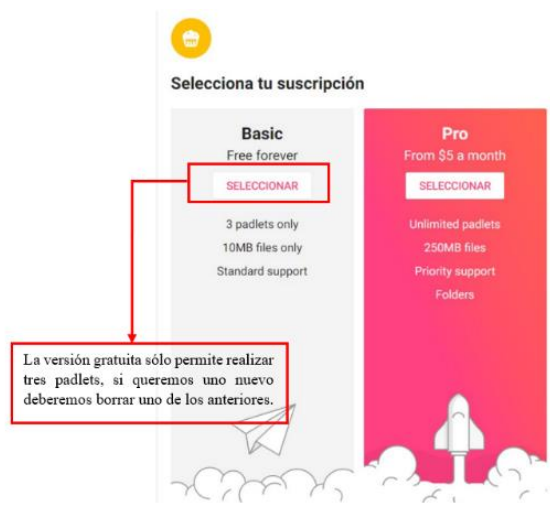 Selecciona tu suscripción
Basic
Free forever
SELECCIONAR
3 padlets only
10MB files only
Standard support
Pro
From $5 a month
SELECCIONAR
Unlimited padlets
250MB files
Priority support
Folders
La versión gratuita sólo permite realizar
tres padlets, si queremos uno nuevo
deberemos borrar uno de los anteriores.